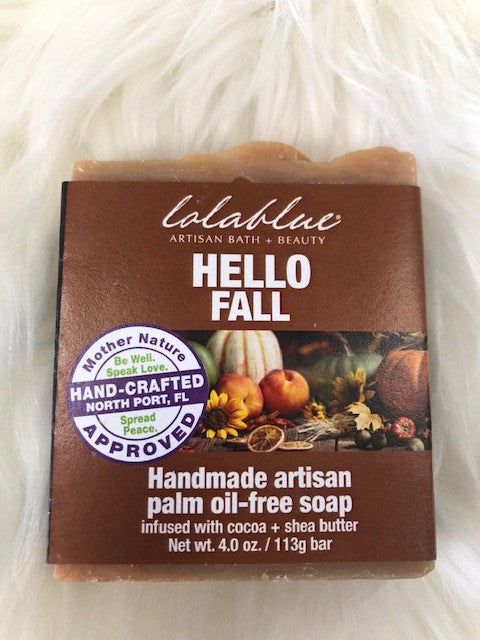 lolablue®
ARTISAN BATH + BEAUTY
HELLO
FALL
Mother Nature
Be Well.
Speak Love.
HAND-CRAFTED
NORTH PORT, FL
Spread
Peace.
APPROVED
Handmade artisan
palm oil-free soap
infused with cocoa + shea butter
Net wt. 4.0 oz. / 113g bar